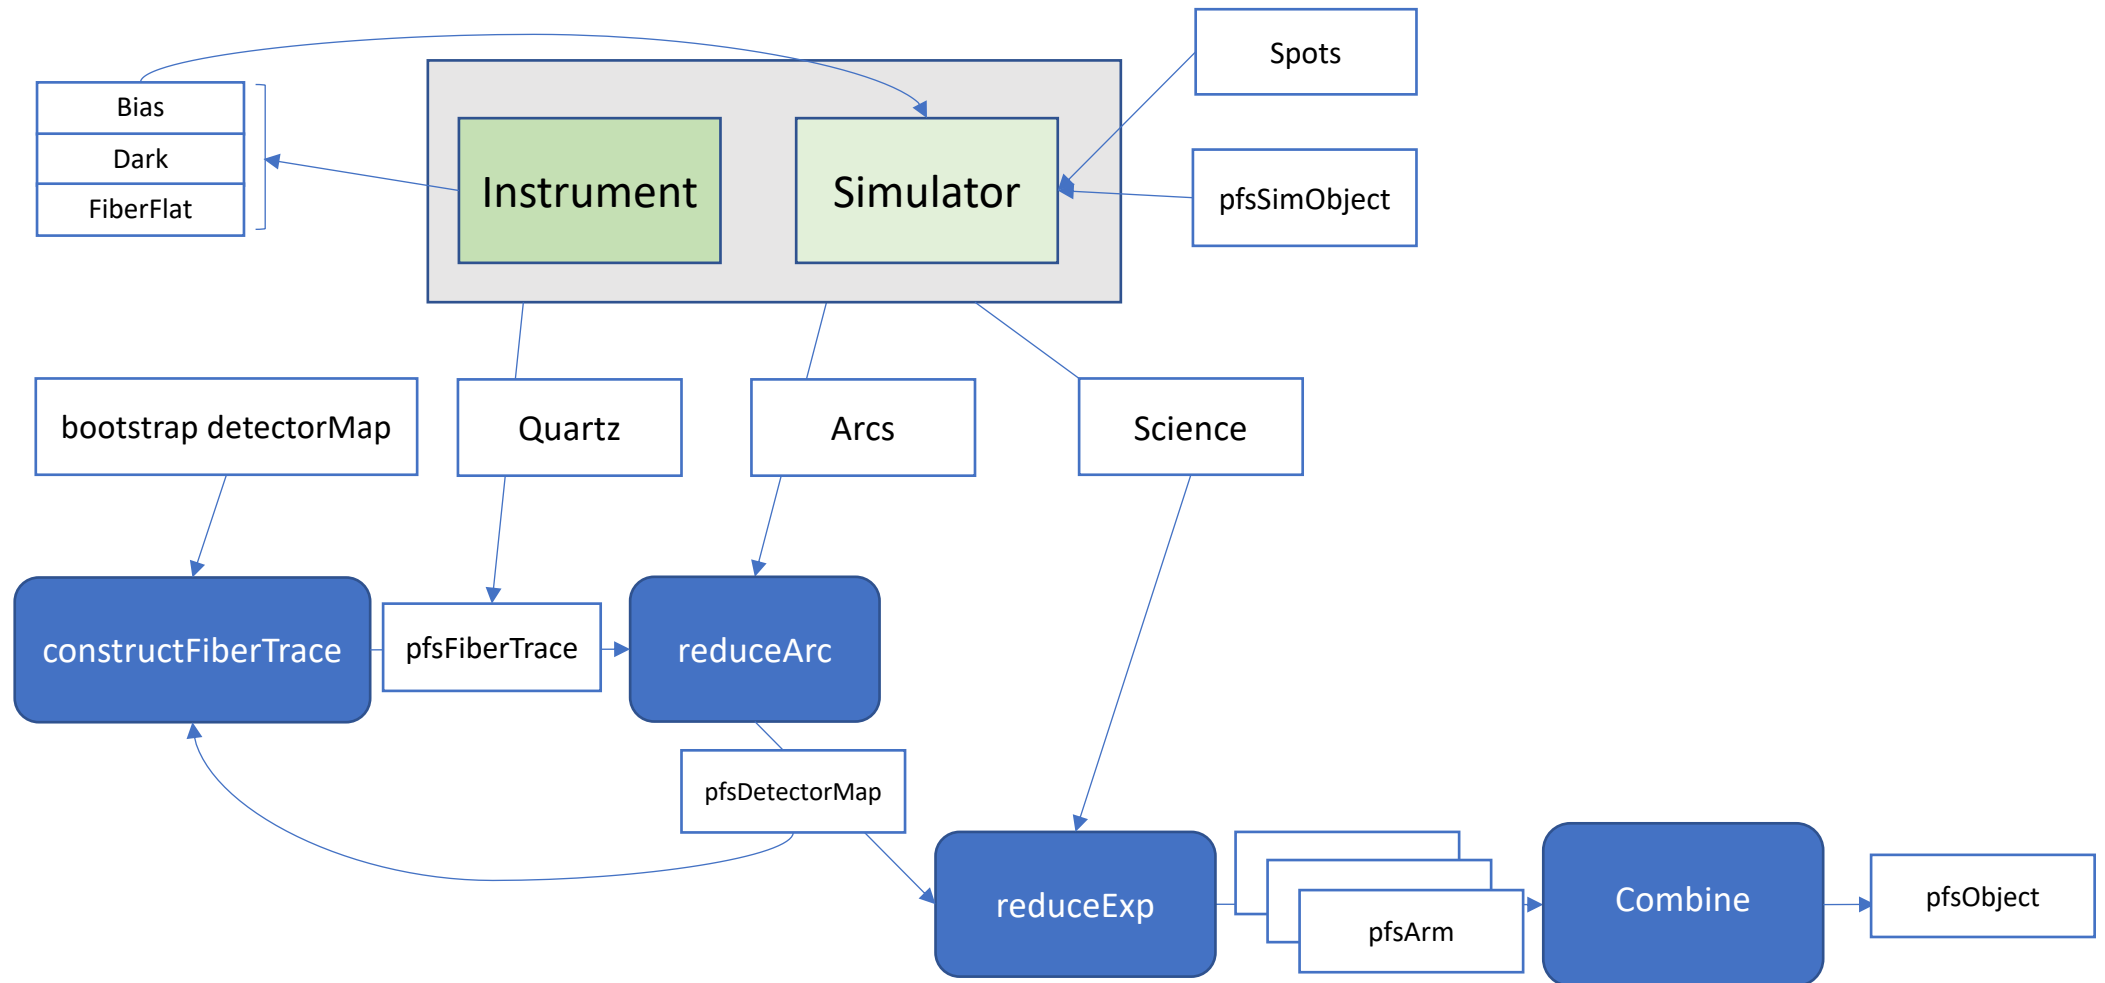 Spots
Bias
Dark
FiberFlat
Instrument
Simulator
pfsSimObject
bootstrap detectorMap
Quartz
Arcs
Science
constructFiberTrace
pfsFiberTrace
reduceArc
pfsDetectorMap
reduceExp
pfsArm
Combine
pfsObject